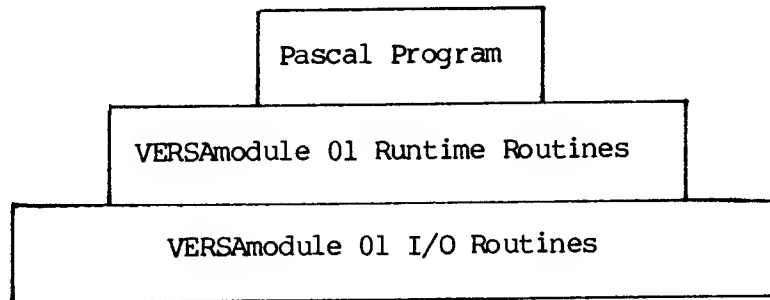 Pascal Program
VERSAmodule 01 Runtime Routines
VERSAmodule 01 I/O Routines